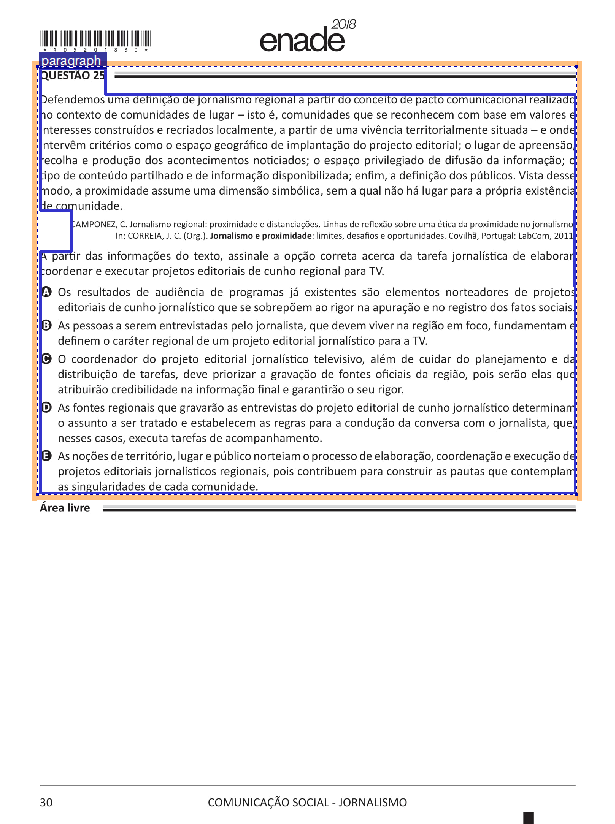 *R0520183O*
enade2018
paragraph
QUESTÃO 25
Defendemos uma definição de jornalismo regional a partir do conceito de pacto comunicacional realizado
no contexto de comunidades de lugar – isto é, comunidades que se reconhecem com base em valores e
interesses construídos e recriados localmente, a partir de uma vivência territorialmente situada – e onde
intervêm critérios como o espaço geográfico de implantação do projecto editorial; o lugar de apreensão,
recolha e produção dos acontecimentos noticiados; o espaço privilegiado de difusão da informação; o
tipo de conteúdo partilhado e de informação disponibilizada; enfim, a definição dos públicos. Vista desse
modo, a proximidade assume uma dimensão simbólica, sem a qual não há lugar para a própria existência
de comunidade.
CAMPONEZ, C. Jornalismo regional: proximidade e distanciações. Linhas de reflexão sobre uma ética da proximidade no jornalismo
In: CORREIA, J. C. (Org.). Jornalismo e proximidade: limites, desafios e oportunidades. Covilhã, Portugal: LabCom, 2011
A partir das informações do texto, assinale a opção correta acerca da tarefa jornalística de elaborar
coordenar e executar projetos editoriais de cunho regional para TV.
A Os resultados de audiência de programas já existentes são elementos norteadores de projetos
editoriais de cunho jornalístico que se sobrepõem ao rigor na apuração e no registro dos fatos sociais.
B As pessoas a serem entrevistadas pelo jornalista, que devem viver na região em foco, fundamentam e
definem o caráter regional de um projeto editorial jornalístico para a TV.
C O coordenador do projeto editorial jornalístico televisivo, além de cuidar do planejamento e da
distribuição de tarefas, deve priorizar a gravação de fontes oficiais da região, pois serão elas que
atribuirão credibilidade na informação final e garantirão o seu rigor.
D As fontes regionais que gravarão as entrevistas do projeto editorial de cunho jornalístico determinam
o assunto a ser tratado e estabelecem as regras para a condução da conversa com o jornalista, que,
nesses casos, executa tarefas de acompanhamento.
E As noções de território, lugar e público norteiam o processo de elaboração, coordenação e execução de
projetos editoriais jornalísticos regionais, pois contribuem para construir as pautas que contemplam
as singularidades de cada comunidade.
Área livre
30
COMUNICAÇÃO SOCIAL - JORNALISMO